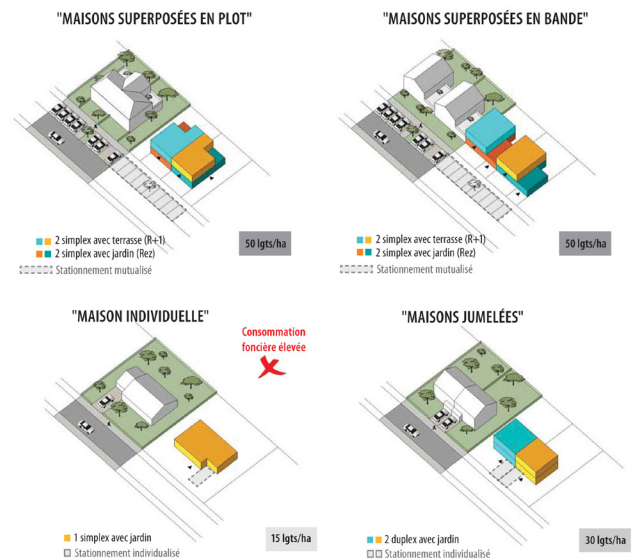 "MAISONS SUPERPOSÉES EN PLOT"
2 simplex avec terrasse (R+1)
2 simplex avec jardin (Rez)
Stationnement mutualisé
50 lgts/ha
"MAISONS SUPERPOSÉES EN BANDE"
2 simplex avec terrasse (R+1)
2 simplex avec jardin (Rez)
Stationnement mutualisé
50 lgts/ha
"MAISON INDIVIDUELLE"
Consommation
foncière élevée
1 simplex avec jardin
Stationnement individualisé
15 lgts/ha
"MAISONS JUMELÉES"
2 duplex avec jardin
Stationnement individualisé
30 lgts/ha